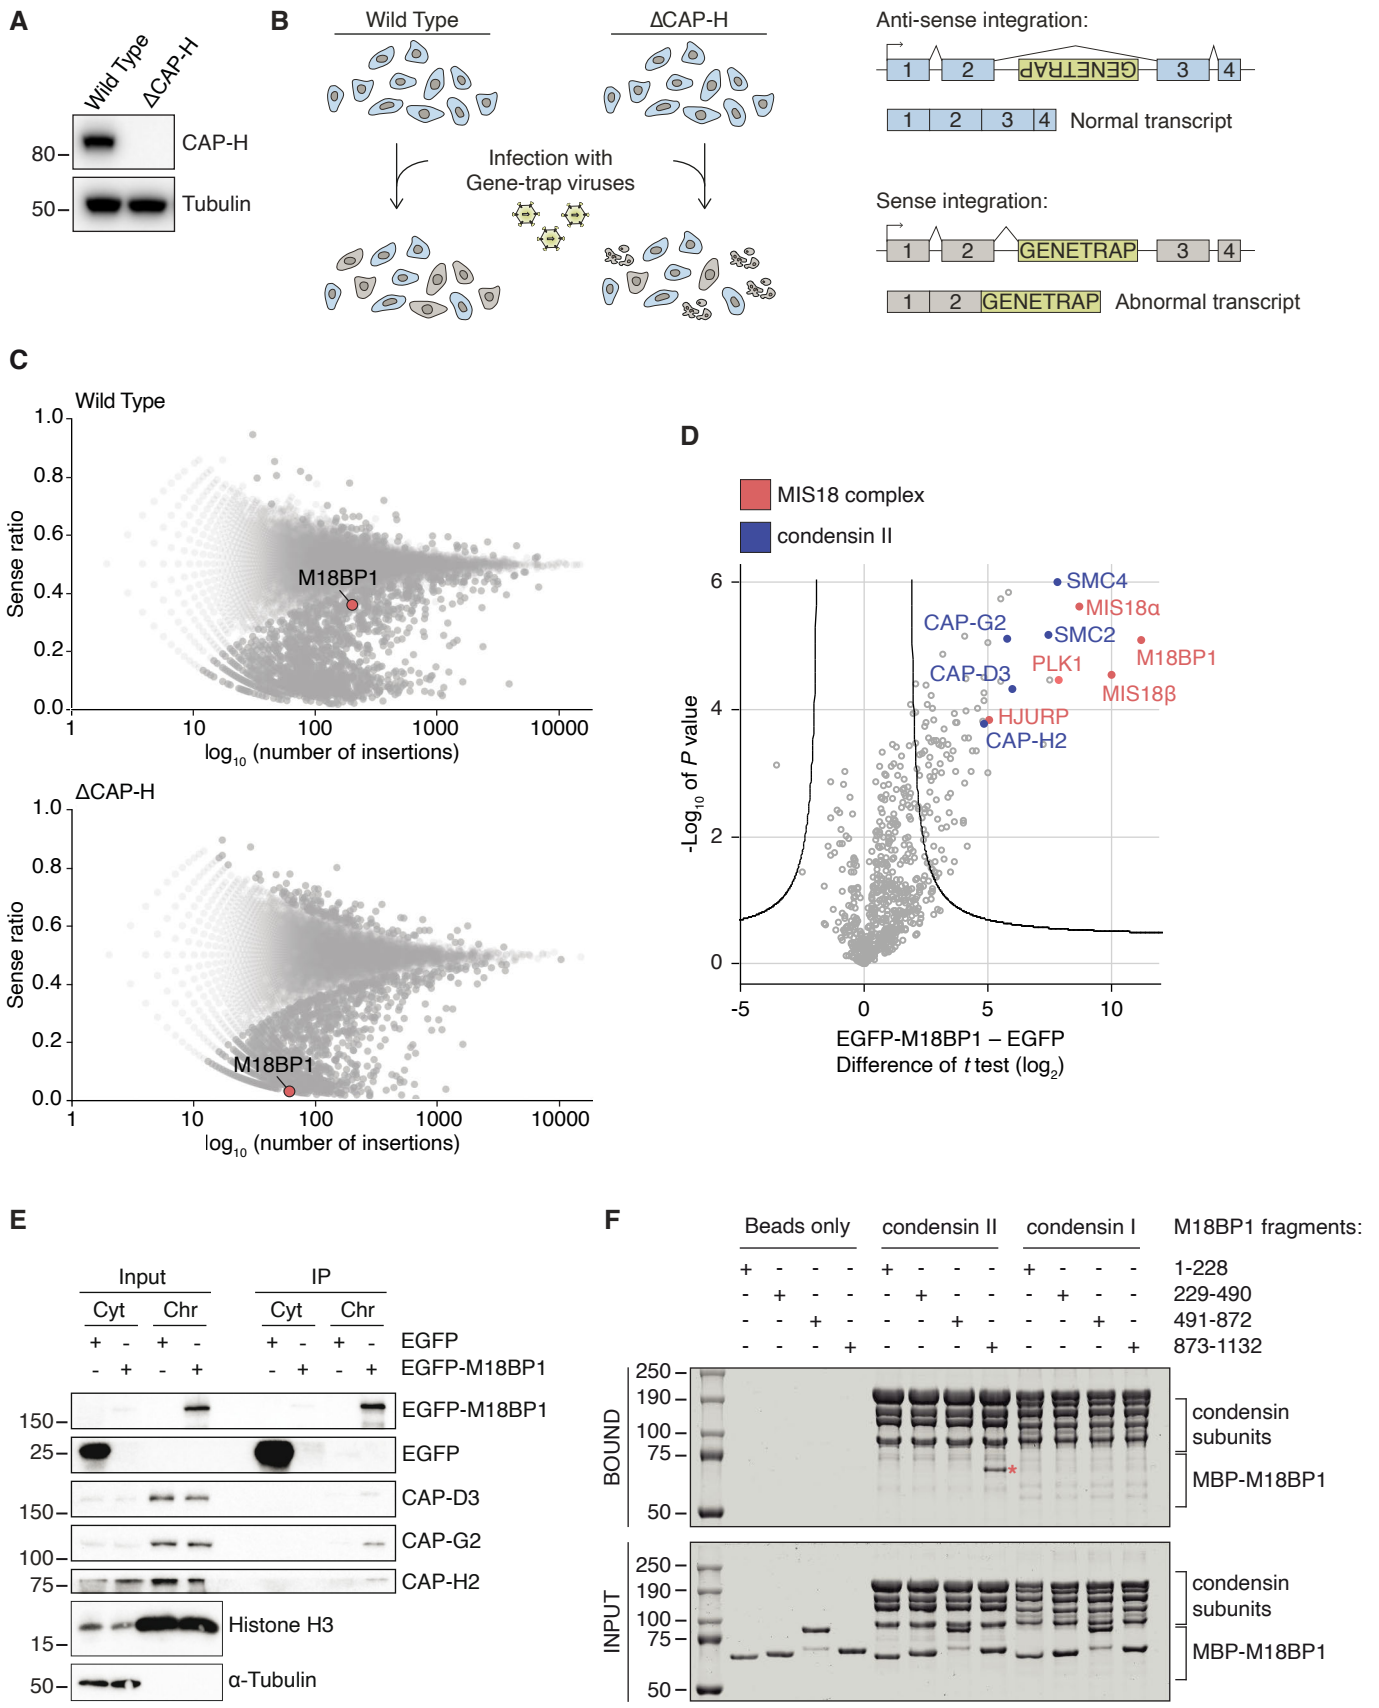 A
Wild Type
ΔCAP-H
80
CAP-H
50
Tubulin
B
Wild Type
ΔCAP-H
Infection with
Gene-trap viruses
Anti-sense integration:
1 2 GENETRAP 3 4
1 2 3 4 Normal transcript
Sense integration:
1 2 GENETRAP 3 4
1 2 GENETRAP Abnormal transcript
C
Wild Type
Sense ratio
1.0
0.8
0.6
0.4
0.2
0.0
M18BP1
1 10 100 1000 10000
log10 (number of insertions)
ΔCAP-H
Sense ratio
1.0
0.8
0.6
0.4
0.2
0.0
M18BP1
1 10 100 1000 10000
log10 (number of insertions)
D
MIS18 complex
condensin II
-Log10 of P value
6
4
2
0
SMC4
MIS18α
CAP-G2
SMC2
M18BP1
PLK1
CAP-D3
MIS18β
HJURP
CAP-H2
-5 0 5 10
EGFP-M18BP1 – EGFP
Difference of t test (log2)
E
Input IP
Cyt Chr Cyt Chr
+ - + - + - + - EGFP
- + - + - + - + EGFP-M18BP1
150 EGFP-M18BP1
25 EGFP
150 CAP-D3
100 CAP-G2
75 CAP-H2
15 Histone H3
50 α-Tubulin
F
Beads only condensin II condensin I M18BP1 fragments:
+ - - - + - - - + - - - 1-228
- + - - - + - - - + - - 229-490
- - + - - - + - - - + - 491-872
- - - + - - - + - - - + 873-1132
BOUND
250
190
100
75
50
condensin
subunits
*
MBP-M18BP1
INPUT
250
190
100
75
50
condensin
subunits
MBP-M18BP1